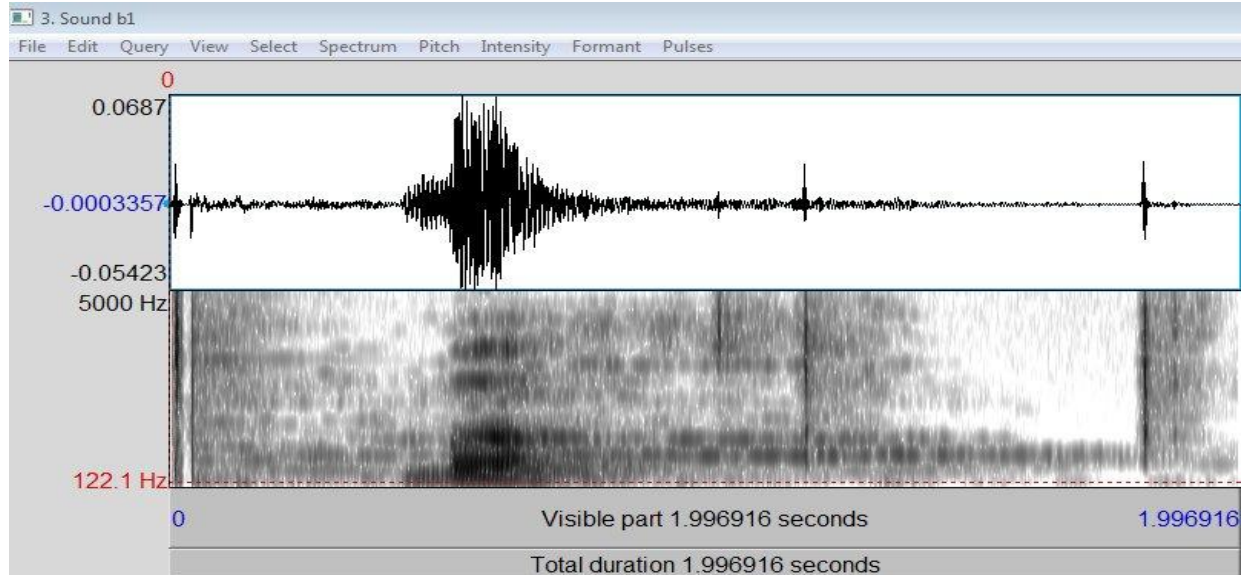 3. Sound b1
File Edit Query View Select Spectrum Pitch Intensity Formant Pulses
0
0.0687
-0.0003357
-0.05423
5000 Hz
122.1 Hz
0 Visible part 1.996916 seconds 1.996916
Total duration 1.996916 seconds